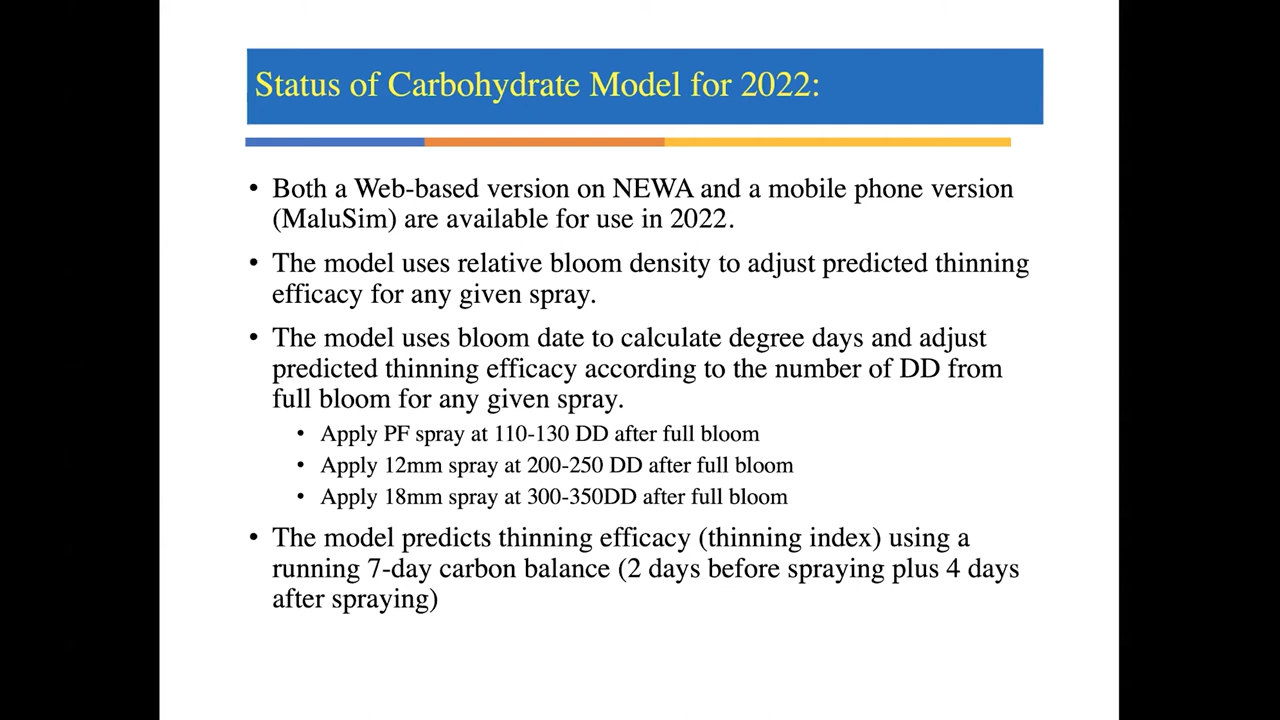 Status of Carbohydrate Model for 2022:
• Both a Web-based version on NEWA and a mobile phone version
(MaluSim) are available for use in 2022.
• The model uses relative bloom density to adjust predicted thinning
efficacy for any given spray.
• The model uses bloom date to calculate degree days and adjust
predicted thinning efficacy according to the number of DD from
full bloom for any given spray.
• Apply PF spray at 110-130 DD after full bloom
• Apply 12mm spray at 200-250 DD after full bloom
• Apply 18mm spray at 300-350DD after full bloom
• The model predicts thinning efficacy (thinning index) using a
running 7-day carbon balance (2 days before spraying plus 4 days
after spraying)